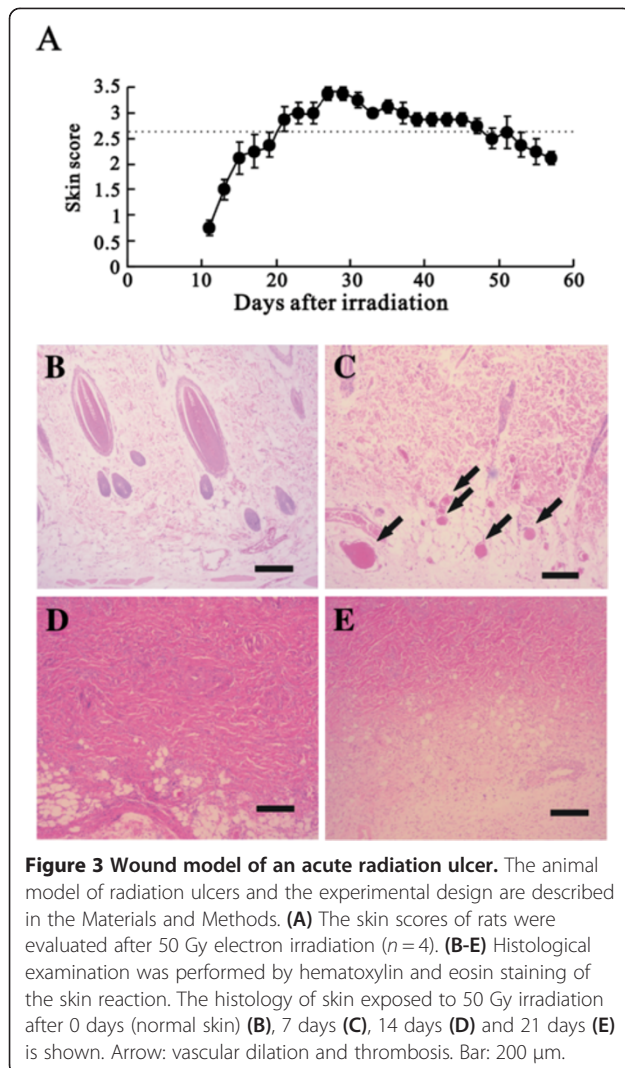 A
3.5
3
2.5
2
1.5
1
0.5
0
Skin score
0
10
20
30
40
50
60
Days after irradiation
B
C
D
E
Figure 3 Wound model of an acute radiation ulcer. The animal
model of radiation ulcers and the experimental design are described
in the Materials and Methods. (A) The skin scores of rats were
evaluated after 50 Gy electron irradiation (n = 4). (B-E) Histological
examination was performed by hematoxylin and eosin staining of
the skin reaction. The histology of skin exposed to 50 Gy irradiation
after 0 days (normal skin) (B), 7 days (C), 14 days (D) and 21 days (E)
is shown. Arrow: vascular dilation and thrombosis. Bar: 200 μm.